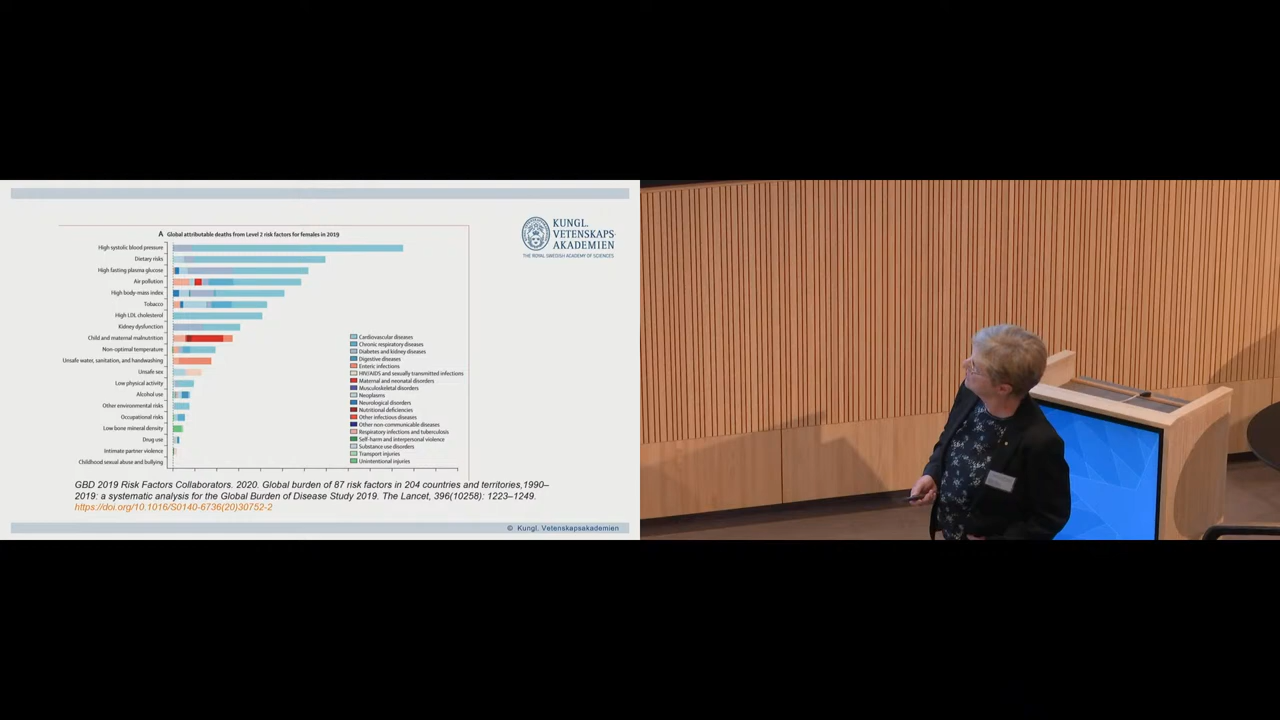 KUNGL.
VETENSKAPS-
AKADEMIEN
THE ROYAL SWEDISH ACADEMY OF SCIENCES
A Global attributable deaths from Level 2 risk factors for females in 2019
High systolic blood pressure
Dietary risks
High fasting plasma glucose
Air pollution
High body-mass index
Tobacco
High LDL cholesterol
Kidney dysfunction
Child and maternal malnutrition
Non-optimal temperature
Unsafe water, sanitation, and handwashing
Unsafe sex
Low physical activity
Alcohol use
Other environmental risks
Occupational risks
Low bone mineral density
Drug use
Intimate partner violence
Childhood sexual abuse and bullying
Cardiovascular diseases
Chronic respiratory diseases
Diabetes and kidney diseases
Digestive diseases
Enteric infections
HIV/AIDS and sexually transmitted infections
Maternal and neonatal disorders
Musculoskeletal disorders
Neoplasms
Neurological disorders
Nutritional deficiencies
Other infectious diseases
Other non-communicable diseases
Respiratory infections and tuberculosis
Self-harm and interpersonal violence
Substance use disorders
Transport injuries
Unintentional injuries
GBD 2019 Risk Factors Collaborators. 2020. Global burden of 87 risk factors in 204 countries and territories,1990–
2019: a systematic analysis for the Global Burden of Disease Study 2019. The Lancet, 396(10258): 1223–1249.
https://doi.org/10.1016/S0140-6736(20)30752-2
© Kungl. Vetenskapsakademien